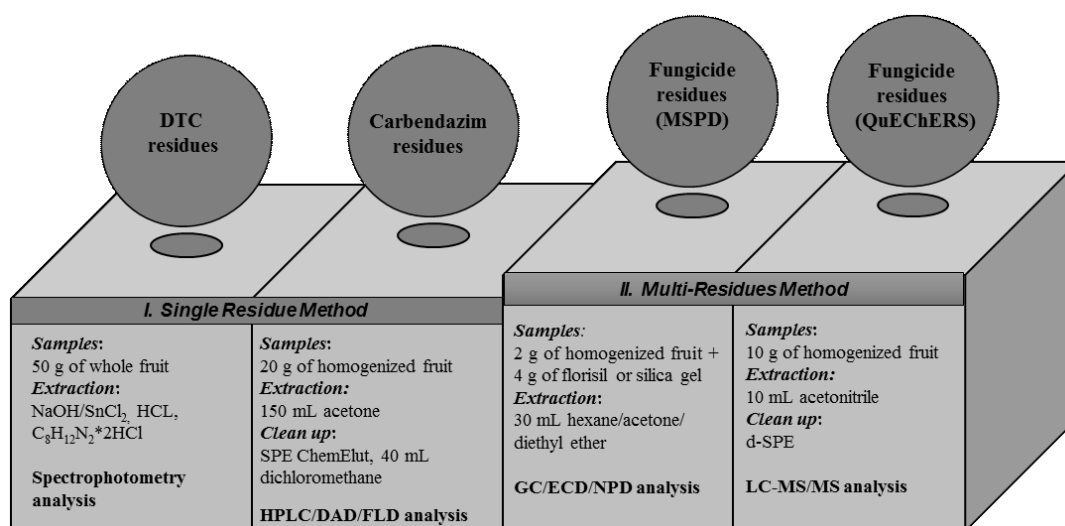 DTC
residues
Carbendazim
residues
Fungicide
residues
(MSPD)
Fungicide
residues
(QuEChERS)
I. Single Residue Method
Samples:
50 g of whole fruit
Extraction:
NaOH/SnCl2, HCL,
C8H12N2*2HCl
Spectrophotometry
analysis
Samples:
20 g of homogenized fruit
Extraction:
150 mL acetone
Clean up:
SPE ChemElut, 40 mL
dichloromethane
HPLC/DAD/FLD analysis
II. Multi-Residues Method
Samples:
2 g of homogenized fruit +
4 g of florisil or silica gel
Extraction:
30 mL hexane/acetone/
diethyl ether
GC/ECD/NPD analysis
Samples:
10 g of homogenized fruit
Extraction:
10 mL acetonitrile
Clean up:
d-SPE
LC-MS/MS analysis